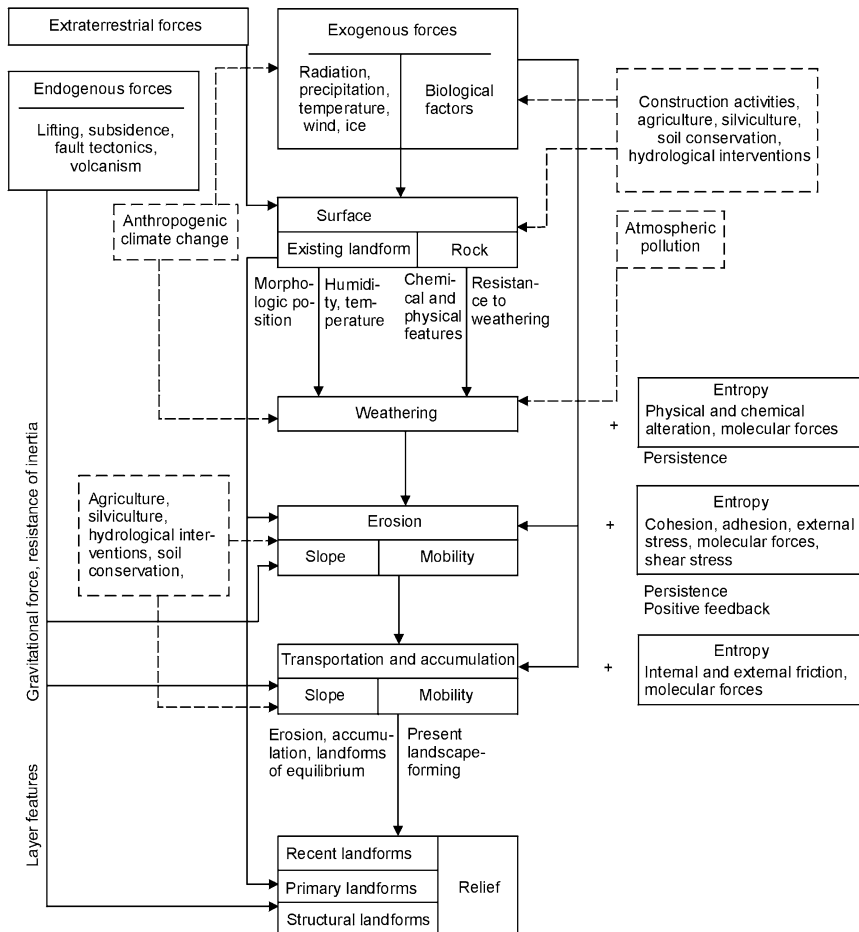 Extraterrestrial forces
Endogenous forces
Lifting, subsidence,
fault tectonics,
volcanism
Exogenous forces
Radiation,
precipitation,
temperature,
wind, ice
Biological
factors
Construction activities,
agriculture, silviculture,
soil conservation,
hydrological interventions
Anthropogenic
climate change
Surface
Existing landform
Rock
Atmospheric
pollution
Morpho-
logic po-
sition
Humidi-
ty, tem-
perature
Chemi-
cal and
physical
features
Resistan-
ce to
weathering
Weathering
+
Entropy
Physical and chemical
alteration, molecular forces
Persistence
Agriculture,
silviculture,
hydrological inter-
ventions, soil
conservation,
Erosion
Slope
Mobility
+
Entropy
Cohesion, adhesion, external
stress, molecular forces,
shear stress
Persistence
Positive feedback
Gravitational force, resistance of inertia
Transportation and accumulation
Slope
Mobility
+
Entropy
Internal and external friction,
molecular forces
Erosion, accumu-
lation, landforms
of equilibrium
Present
landscape-
forming
Layer features
Recent landforms
Primary landforms
Structural landforms
Relief